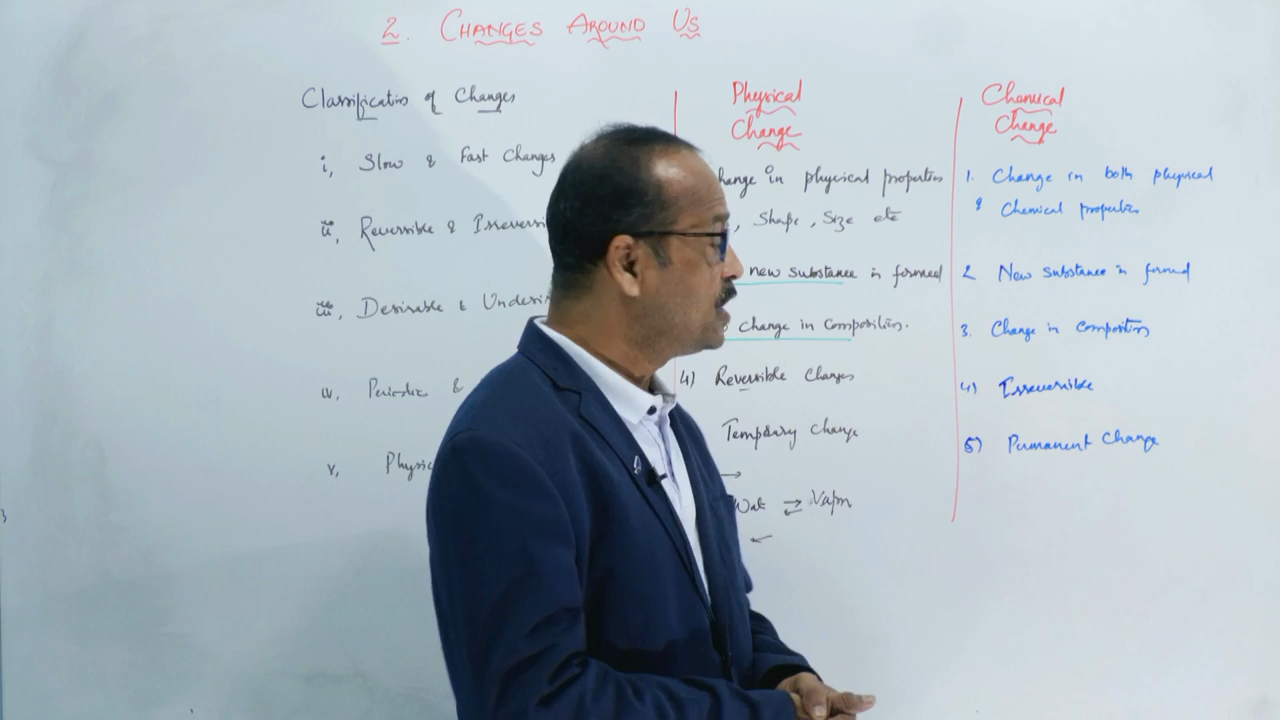 2. CHANGES AROUND US
Classification of Changes
i, Slow & Fast Changes
ii, Reversible & Irreversi
iii, Desirable & Undesir
iv, Periodic &
v, Physic
Physical
Change
hange in physical properties
, Shape, Size etc
new substance is formed
change in composition.
4) Reversible Changes
Temporary Change
→
Wat ⇄ Vapor
←
Chemical
Change
1. Change in both physical
& Chemical properties
2 New substance is formed
3. Change in composition
4) Irreversible
5) Permanent Change